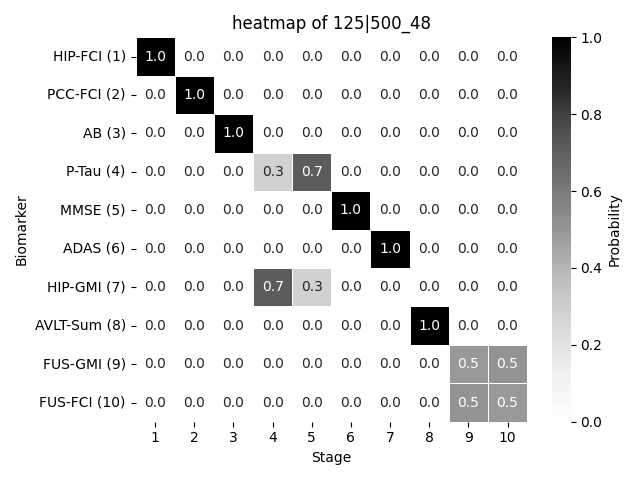 heatmap of 125|500_48
HIP-FCI (1) 1.0 0.0 0.0 0.0 0.0 0.0 0.0 0.0 0.0 0.0
PCC-FCI (2) 0.0 1.0 0.0 0.0 0.0 0.0 0.0 0.0 0.0 0.0
AB (3) 0.0 0.0 1.0 0.0 0.0 0.0 0.0 0.0 0.0 0.0
P-Tau (4) 0.0 0.0 0.0 0.3 0.7 0.0 0.0 0.0 0.0 0.0
MMSE (5) 0.0 0.0 0.0 0.0 0.0 1.0 0.0 0.0 0.0 0.0
ADAS (6) 0.0 0.0 0.0 0.0 0.0 0.0 1.0 0.0 0.0 0.0
HIP-GMI (7) 0.0 0.0 0.0 0.7 0.3 0.0 0.0 0.0 0.0 0.0
AVLT-Sum (8) 0.0 0.0 0.0 0.0 0.0 0.0 0.0 1.0 0.0 0.0
FUS-GMI (9) 0.0 0.0 0.0 0.0 0.0 0.0 0.0 0.0 0.5 0.5
FUS-FCI (10) 0.0 0.0 0.0 0.0 0.0 0.0 0.0 0.0 0.5 0.5
1 2 3 4 5 6 7 8 9 10
Stage
Biomarker
1.0
0.8
0.6
0.4
0.2
0.0
Probability